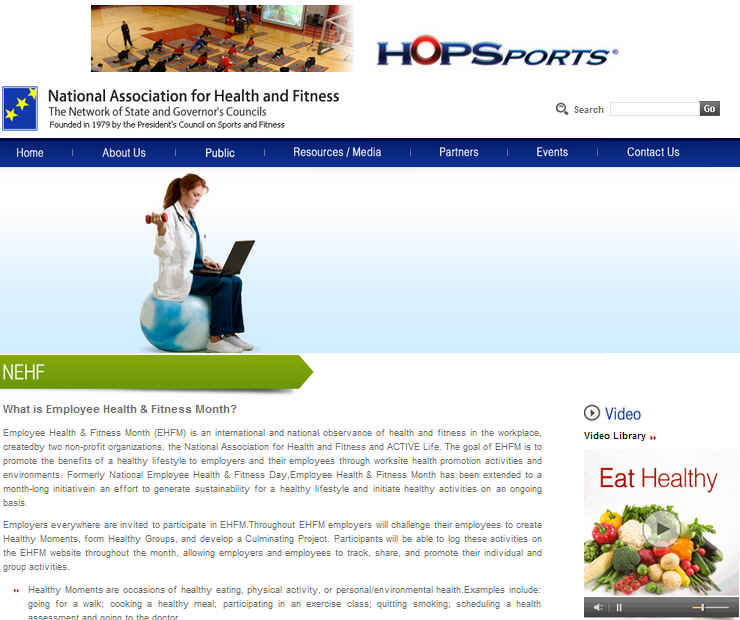 HOPSPORTS®
National Association for Health and Fitness
The Network of State and Governor's Councils
Founded in 1979 by the President's Council on Sports and Fitness
Search
Go
Home
About Us
Public
Resources / Media
Partners
Events
Contact Us
NEHF
What is Employee Health & Fitness Month?
Employee Health & Fitness Month (EHFM) is an international and national observance of health and fitness in the workplace,
createdby two non-profit organizations, the National Association for Health and Fitness and ACTIVE Life. The goal of EHFM is to
promote the benefits of a healthy lifestyle to employers and their employees through worksite health promotion activities and
environments. Formerly National Employee Health & Fitness Day,Employee Health & Fitness Month has been extended to a
month-long initiativein an effort to generate sustainability for a healthy lifestyle and initiate healthy activities on an ongoing
basis.
Employers everywhere are invited to participate in EHFM.Throughout EHFM employers will challenge their employees to create
Healthy Moments, form Healthy Groups, and develop a Culminating Project. Participants will be able to log these activities on
the EHFM website throughout the month, allowing employers and employees to track, share, and promote their individual and
group activities.
Healthy Moments are occasions of healthy eating, physical activity, or personal/environmental health.Examples include:
going for a walk; cooking a healthy meal; participating in an exercise class; quitting smoking; scheduling a health
assessment and going to the doctor
Video
Video Library
Eat Healthy